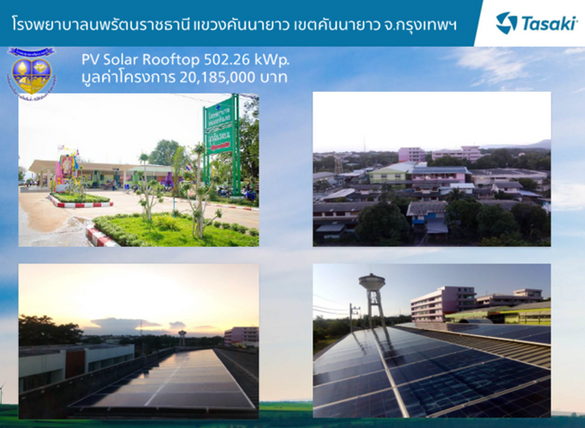 โรงพยาบาลนพรัตนราชธานี แขวงคันนายาว เขตคันนายาว จ.กรุงเทพฯ
Tasaki
PV Solar Rooftop 502.26 kWp.
มูลค่าโครงการ 20,185,000 บาท